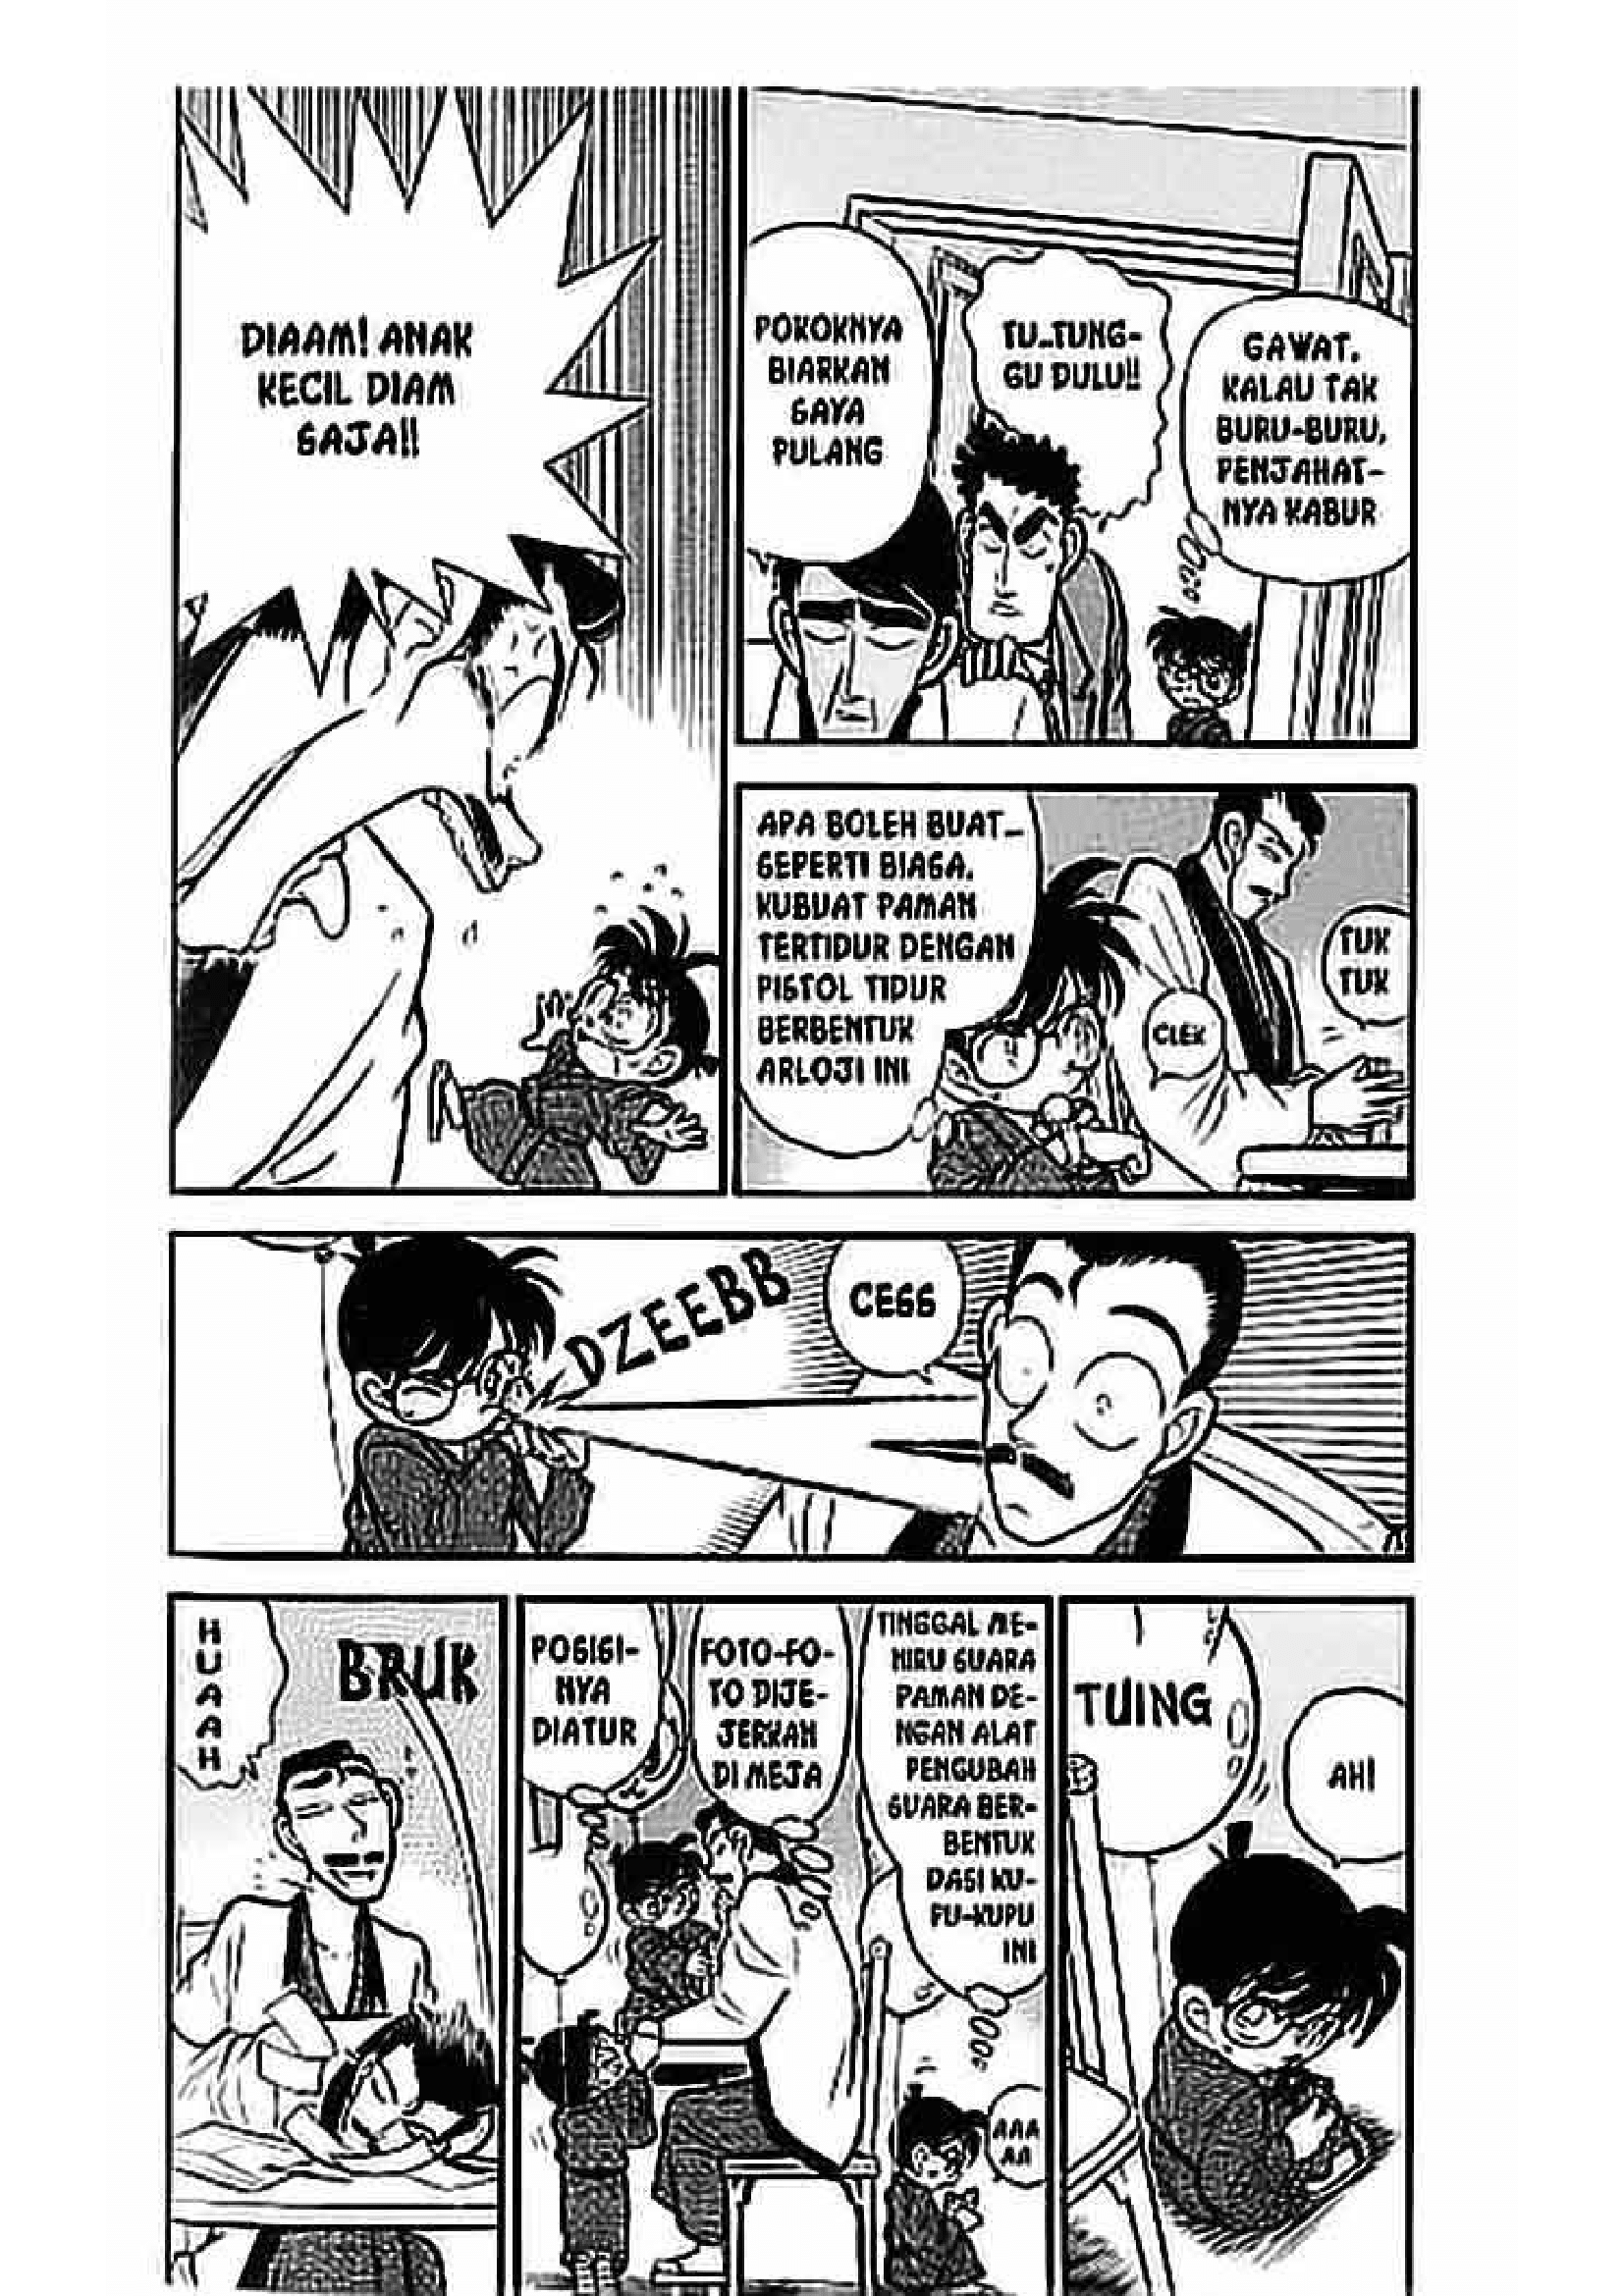 DIAAM! ANAK
KECIL DIAM
SAJA!!
POKOKNYA
BIARKAN
SAYA
PULANG
TU...TUNG-
GU DULU!!
GAWAT.
KALAU TAK
BURU-BURU,
PENJAHAT-
NYA KABUR
APA BOLEH BUAT...
SEPERTI BIASA.
KUBUAT PAMAN
TERTIDUR DENGAN
PISTOL TIDUR
BERBENTUK
ARLOJI INI
CLEK
TUK
TUK
DZEEBB
CESS
HUAAH
BRUK
POSISI-
NYA
DIATUR
FOTO-FO-
TO DIJE-
JERKAN
DI MEJA
TINGGAL ME-
NIRU SUARA
PAMAN DE-
NGAN ALAT
PENGUBAH
SUARA BER-
BENTUK
DASI KU-
PU-KUPU
INI
AAA
AA
TUING
AH!